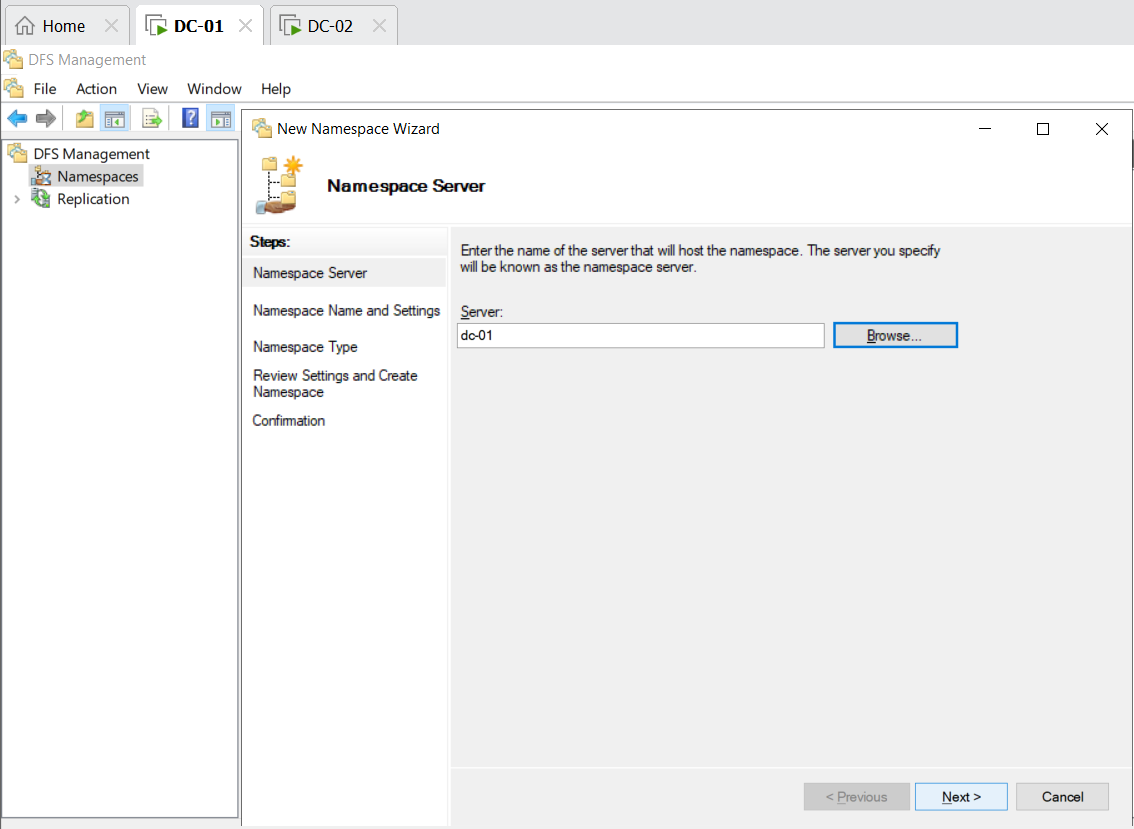 Home
DC-01
DC-02
DFS Management
File Action View Window Help
New Namespace Wizard
DFS Management
Namespaces
Replication
Namespace Server
Steps:
Namespace Server
Namespace Name and Settings
Namespace Type
Review Settings and Create
Namespace
Confirmation
Enter the name of the server that will host the namespace. The server you specify
will be known as the namespace server.
Server:
dc-01
Browse...
< Previous
Next >
Cancel